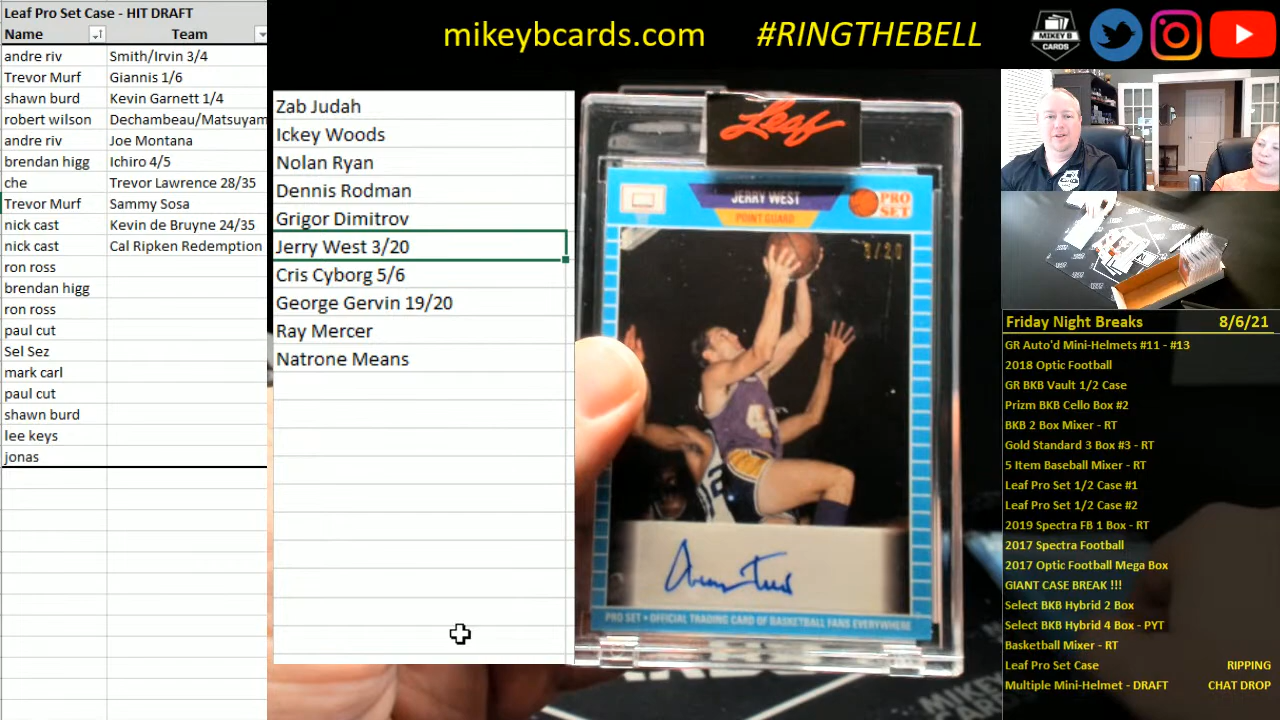 Leaf Pro Set Case - HIT DRAFT
Name Team
andre riv Smith/Irvin 3/4
Trevor Murf Giannis 1/6
shawn burd Kevin Garnett 1/4
robert wilson Dechambeau/Matsuyam
andre riv Joe Montana
brendan higg Ichiro 4/5
che Trevor Lawrence 28/35
Trevor Murf Sammy Sosa
nick cast Kevin de Bruyne 24/35
nick cast Cal Ripken Redemption
ron ross
brendan higg
ron ross
paul cut
Sel Sez
mark carl
paul cut
shawn burd
lee keys
jonas
mikeybcards.com #RINGTHEBELL
MIKEY B
CARDS
Zab Judah
Ickey Woods
Nolan Ryan
Dennis Rodman
Grigor Dimitrov
Jerry West 3/20
Cris Cyborg 5/6
George Gervin 19/20
Ray Mercer
Natrone Means
Leaf
JERRY WEST
POINT GUARD
PRO
SET
3/20
PRO SET • OFFICIAL TRADING CARD OF BASKETBALL FANS EVERYWHERE
Friday Night Breaks 8/6/21
GR Auto'd Mini-Helmets #11 - #13
2018 Optic Football
GR BKB Vault 1/2 Case
Prizm BKB Cello Box #2
BKB 2 Box Mixer - RT
Gold Standard 3 Box #3 - RT
5 Item Baseball Mixer - RT
Leaf Pro Set 1/2 Case #1
Leaf Pro Set 1/2 Case #2
2019 Spectra FB 1 Box - RT
2017 Spectra Football
2017 Optic Football Mega Box
GIANT CASE BREAK !!!
Select BKB Hybrid 2 Box
Select BKB Hybrid 4 Box - PYT
Basketball Mixer - RT
Leaf Pro Set Case RIPPING
Multiple Mini-Helmet - DRAFT CHAT DROP